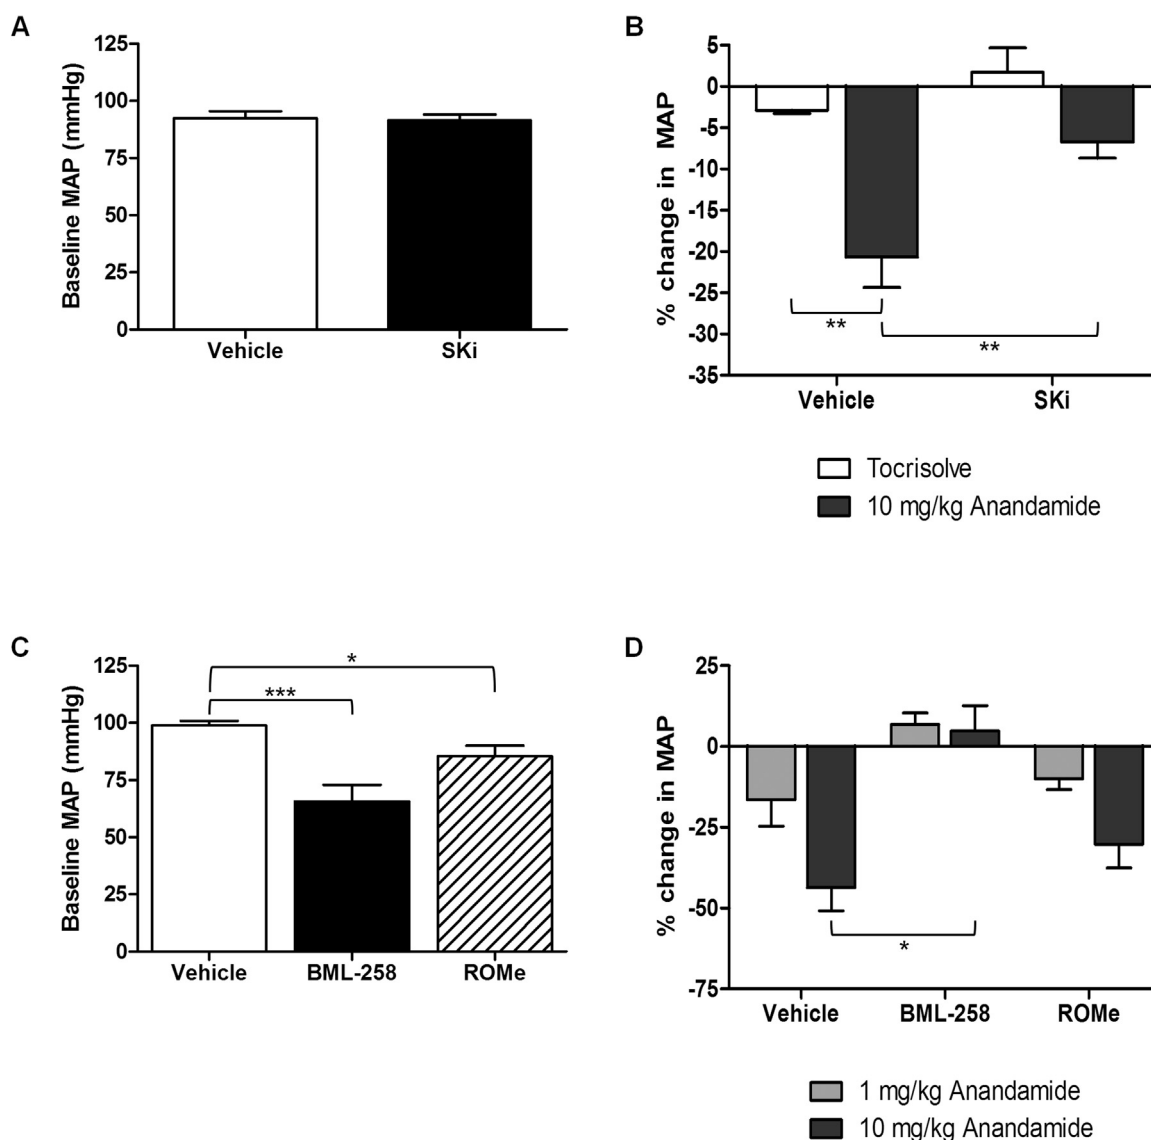 A
Baseline MAP (mmHg)
125
100
75
50
25
0
Vehicle
SKi
B
% change in MAP
5
0
-5
-10
-15
-20
-25
-30
-35
**
**
Vehicle
SKi
Tocrisolve
10 mg/kg Anandamide
C
Baseline MAP (mmHg)
125
100
75
50
25
0
*
***
Vehicle
BML-258
ROMe
D
% change in MAP
25
0
-25
-50
-75
*
Vehicle
BML-258
ROMe
1 mg/kg Anandamide
10 mg/kg Anandamide